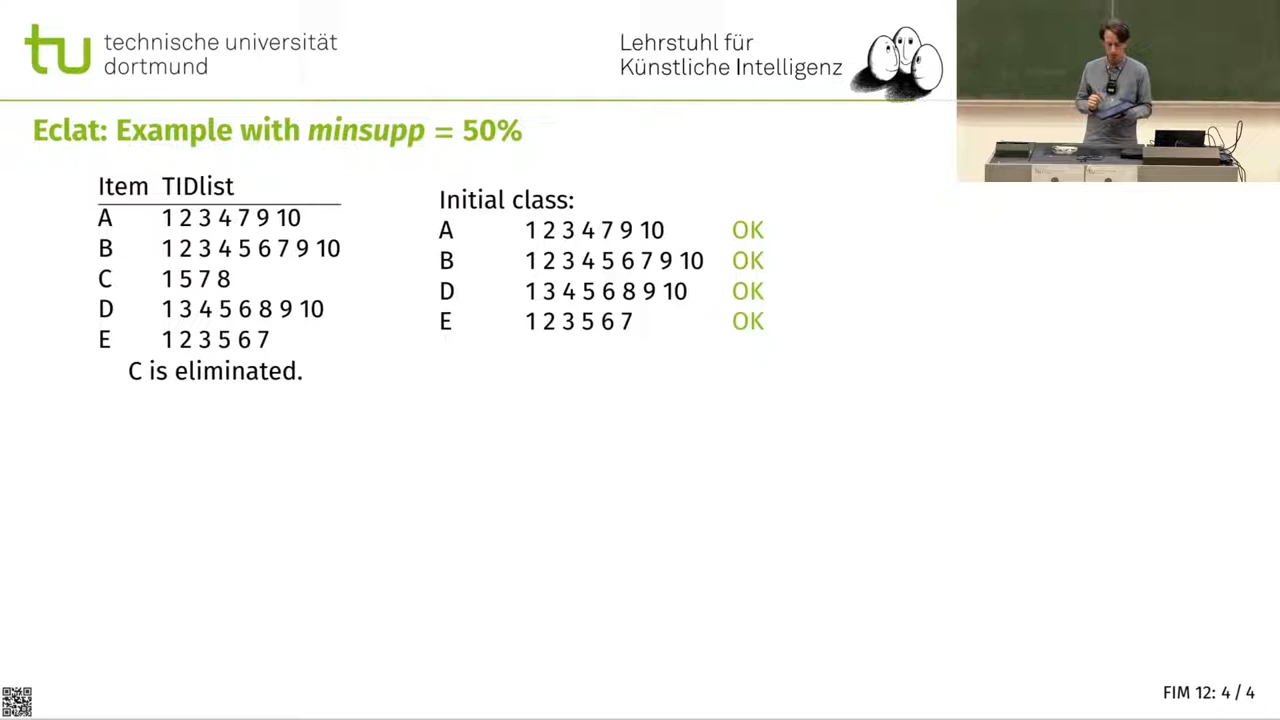 tu technische universität
dortmund
Lehrstuhl für
Künstliche Intelligenz
Eclat: Example with minsupp = 50%
Item TIDlist
A 1 2 3 4 7 9 10
B 1 2 3 4 5 6 7 9 10
C 1 5 7 8
D 1 3 4 5 6 8 9 10
E 1 2 3 5 6 7
C is eliminated.
Initial class:
A 1 2 3 4 7 9 10 OK
B 1 2 3 4 5 6 7 9 10 OK
D 1 3 4 5 6 8 9 10 OK
E 1 2 3 5 6 7 OK
FIM 12: 4 / 4